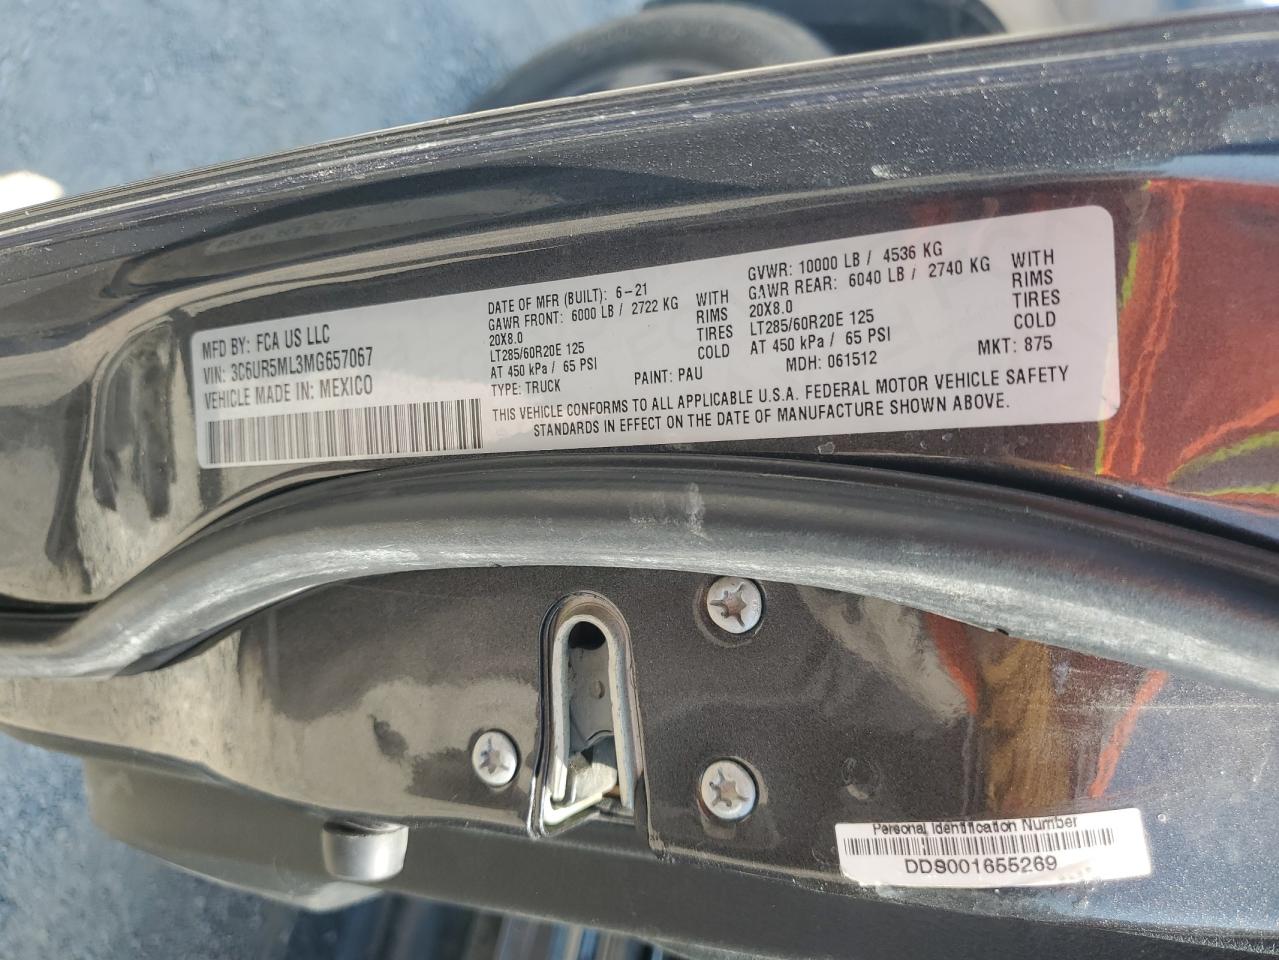 MFD BY: FCA US LLC
VIN: 3C6UR5ML3MG657067
VEHICLE MADE IN: MEXICO
DATE OF MFR (BUILT): 6-21
GAWR FRONT: 6000 LB / 2722 KG WITH
20X8.0 RIMS
LT285/60R20E 125 TIRES
AT 450 kPa / 65 PSI COLD
TYPE: TRUCK PAINT: PAU
GVWR: 10000 LB / 4536 KG
GAWR REAR: 6040 LB / 2740 KG WITH
20X8.0 RIMS
LT285/60R20E 125 TIRES
AT 450 kPa / 65 PSI COLD
MDH: 061512 MKT: 875
THIS VEHICLE CONFORMS TO ALL APPLICABLE U.S.A. FEDERAL MOTOR VEHICLE SAFETY
STANDARDS IN EFFECT ON THE DATE OF MANUFACTURE SHOWN ABOVE.
Personal Identification Number
DDS001655269